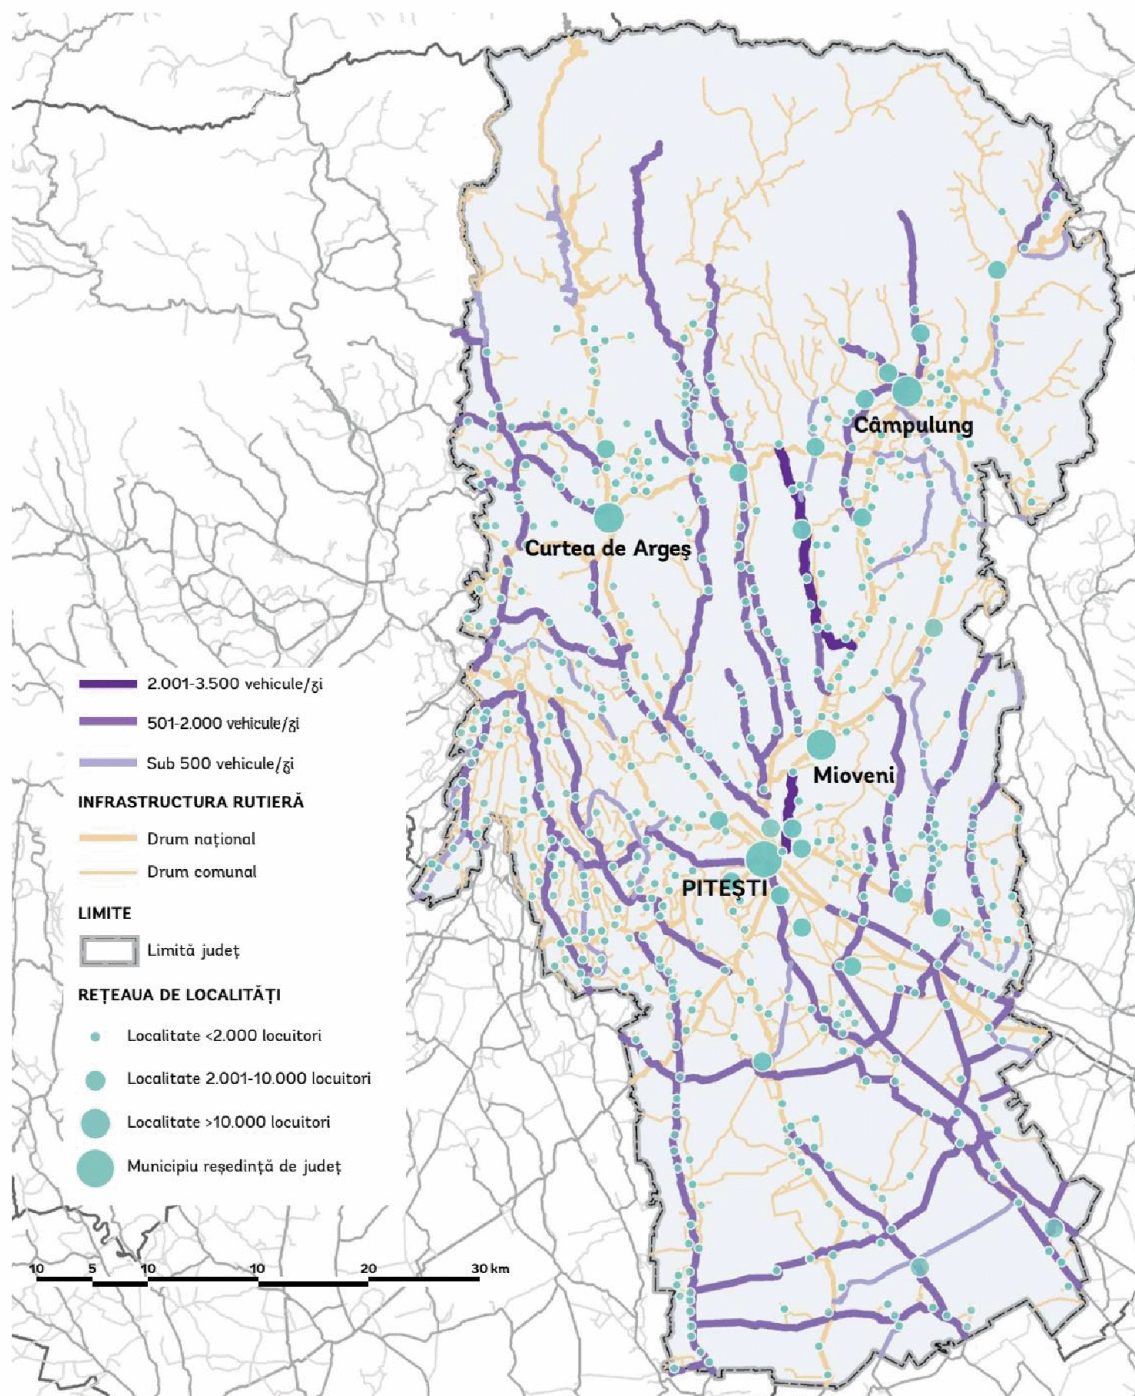 Câmpulung
Curtea de Argeș
Mioveni
PITEȘTI
2.001-3.500 vehicule/zi
501-2.000 vehicule/zi
Sub 500 vehicule/zi
INFRASTRUCTURA RUTIERĂ
Drum național
Drum comunal
LIMITE
Limită județ
REȚEAUA DE LOCALITĂȚI
Localitate <2.000 locuitori
Localitate 2.001-10.000 locuitori
Localitate >10.000 locuitori
Municipiu reședință de județ
10 5 10 10 20 30 km